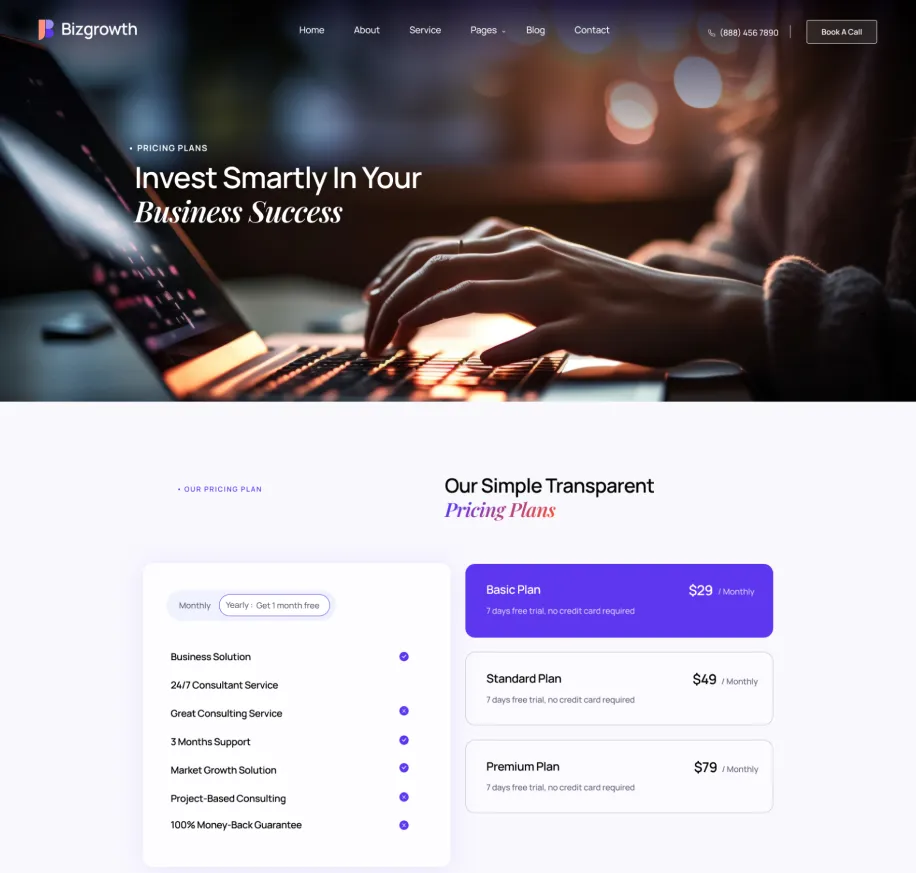 Bizgrowth
Home About Service Pages Blog Contact
(888) 456 7890
Book A Call
• PRICING PLANS
Invest Smartly In Your
Business Success
• OUR PRICING PLAN
Our Simple Transparent
Pricing Plans
Monthly Yearly : Get 1 month free
Business Solution
24/7 Consultant Service
Great Consulting Service
3 Months Support
Market Growth Solution
Project-Based Consulting
100% Money-Back Guarantee
Basic Plan
$29 / Monthly
7 days free trial, no credit card required
Standard Plan
$49 / Monthly
7 days free trial, no credit card required
Premium Plan
$79 / Monthly
7 days free trial, no credit card required